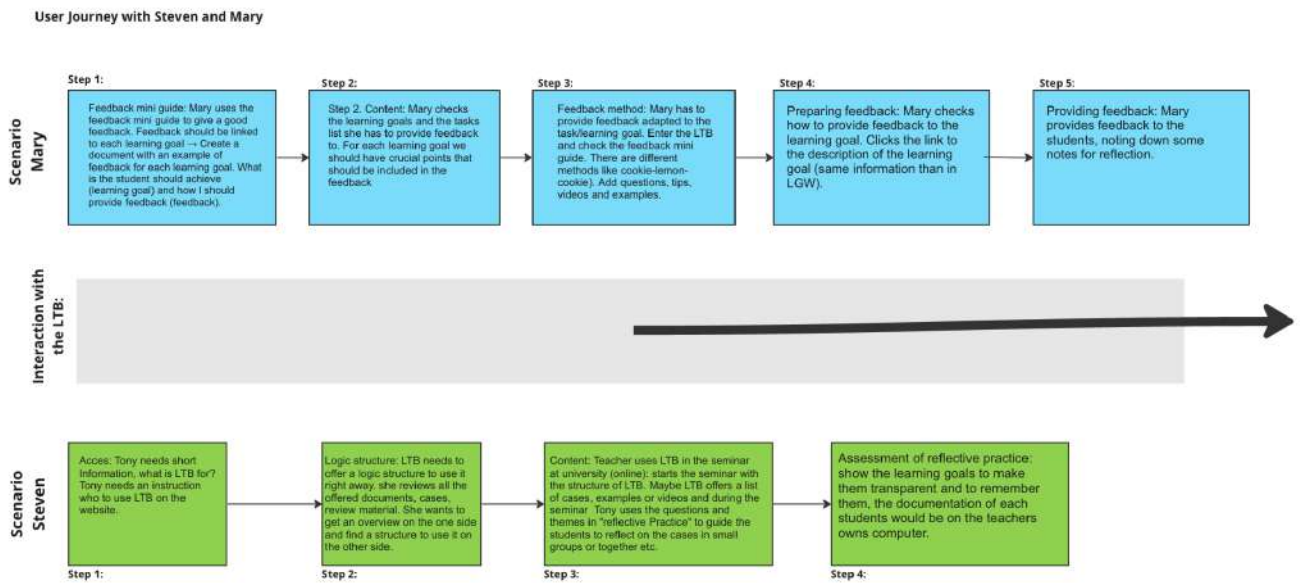 User Journey with Steven and Mary
Scenario
Mary
Step 1:
Feedback mini guide: Mary uses the
feedback mini guide to give a good
feedback. Feedback should be linked
to each learning goal → Create a
document with an example of
feedback for each learning goal. What
is the student should achieve
(learning goal) and how I should
provide feedback (feedback).
Step 2:
Step 2. Content: Mary checks
the learning goals and the tasks
list she has to provide feedback
to. For each learning goal we
should have crucial points that
should be included in the
feedback
Step 3:
Feedback method: Mary has to
provide feedback adapted to the
task/learning goal. Enter the LTB
and check the feedback mini
guide. There are different
methods like cookie-lemon-
cookie). Add questions, tips,
videos and examples.
Step 4:
Preparing feedback: Mary checks
how to provide feedback to the
learning goal. Clicks the link to
the description of the learning
goal (same information than in
LGW).
Step 5:
Providing feedback: Mary
provides feedback to the
students, noting down some
notes for reflection.
Interaction with
the LTB:
Scenario
Steven
Acces: Tony needs short
Information, what is LTB for?
Tony needs an instruction
who to use LTB on the
website.
Step 1:
Logic structure: LTB needs to
offer a logic structure to use it
right away, she reviews all the
offered documents, cases,
review material. She wants to
get an overview on the one side
and find a structure to use it on
the other side.
Step 2:
Content: Teacher uses LTB in the seminar
at university (online): starts the seminar with
the structure of LTB. Maybe LTB offers a list
of cases, examples or videos and during the
seminar Tony uses the questions and
themes in "reflective Practice" to guide the
students to reflect on the cases in small
groups or together etc.
Step 3:
Assessment of reflective practice:
show the learning goals to make
them transparent and to remember
them, the documentation of each
students would be on the teachers
owns computer.
Step 4: